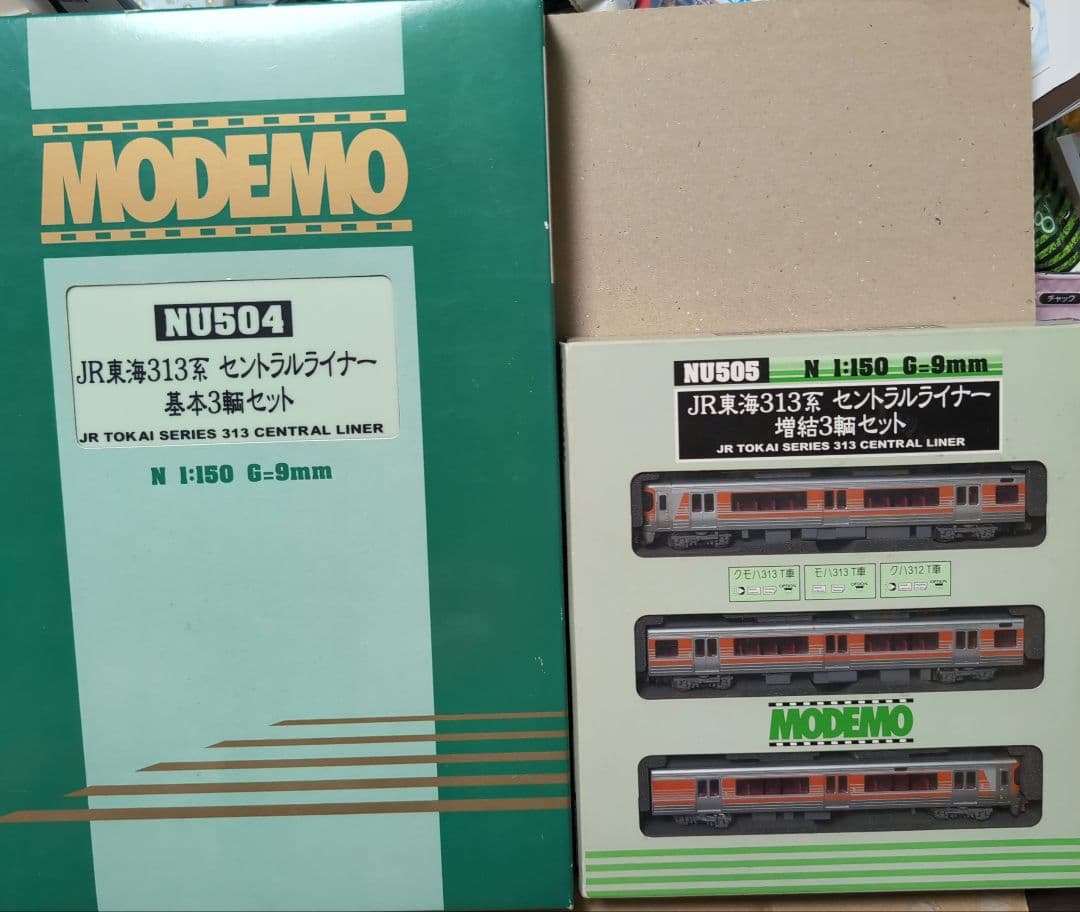 MODEMO
NU504
JR東海313系 セントラルライナー
基本3輌セット
JR TOKAI SERIES 313 CENTRAL LINER
N 1:150 G=9mm
NU505 N 1:150 G=9mm
JR東海313系 セントラルライナー
増結3輌セット
JR TOKAI SERIES 313 CENTRAL LINER
クモハ313 T車 モハ313 T車 クハ312 T車
OPTION OPTION OPTION
MODEMO
チャック